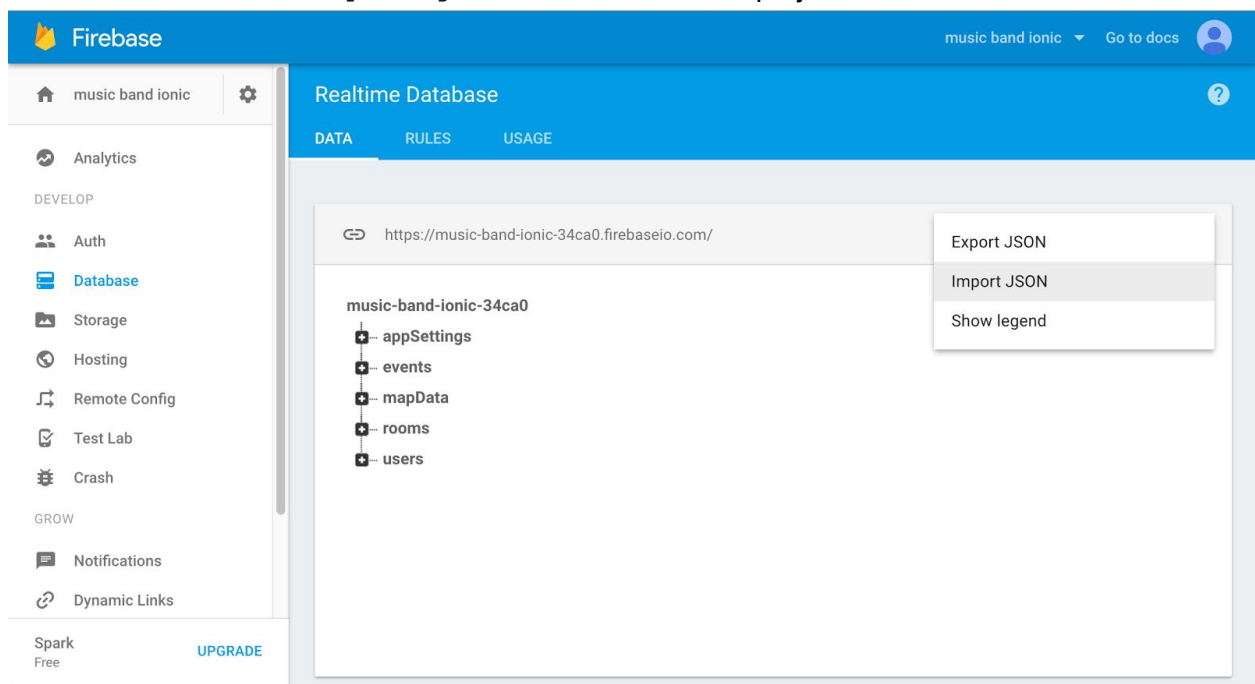 Firebase
music band ionic Go to docs
music band ionic
Analytics
DEVELOP
Auth
Database
Storage
Hosting
Remote Config
Test Lab
Crash
GROW
Notifications
Dynamic Links
Spark
Free
UPGRADE
Realtime Database
?
DATA RULES USAGE
https://music-band-ionic-34ca0.firebaseio.com/
Export JSON
Import JSON
Show legend
music-band-ionic-34ca0
appSettings
events
mapData
rooms
users